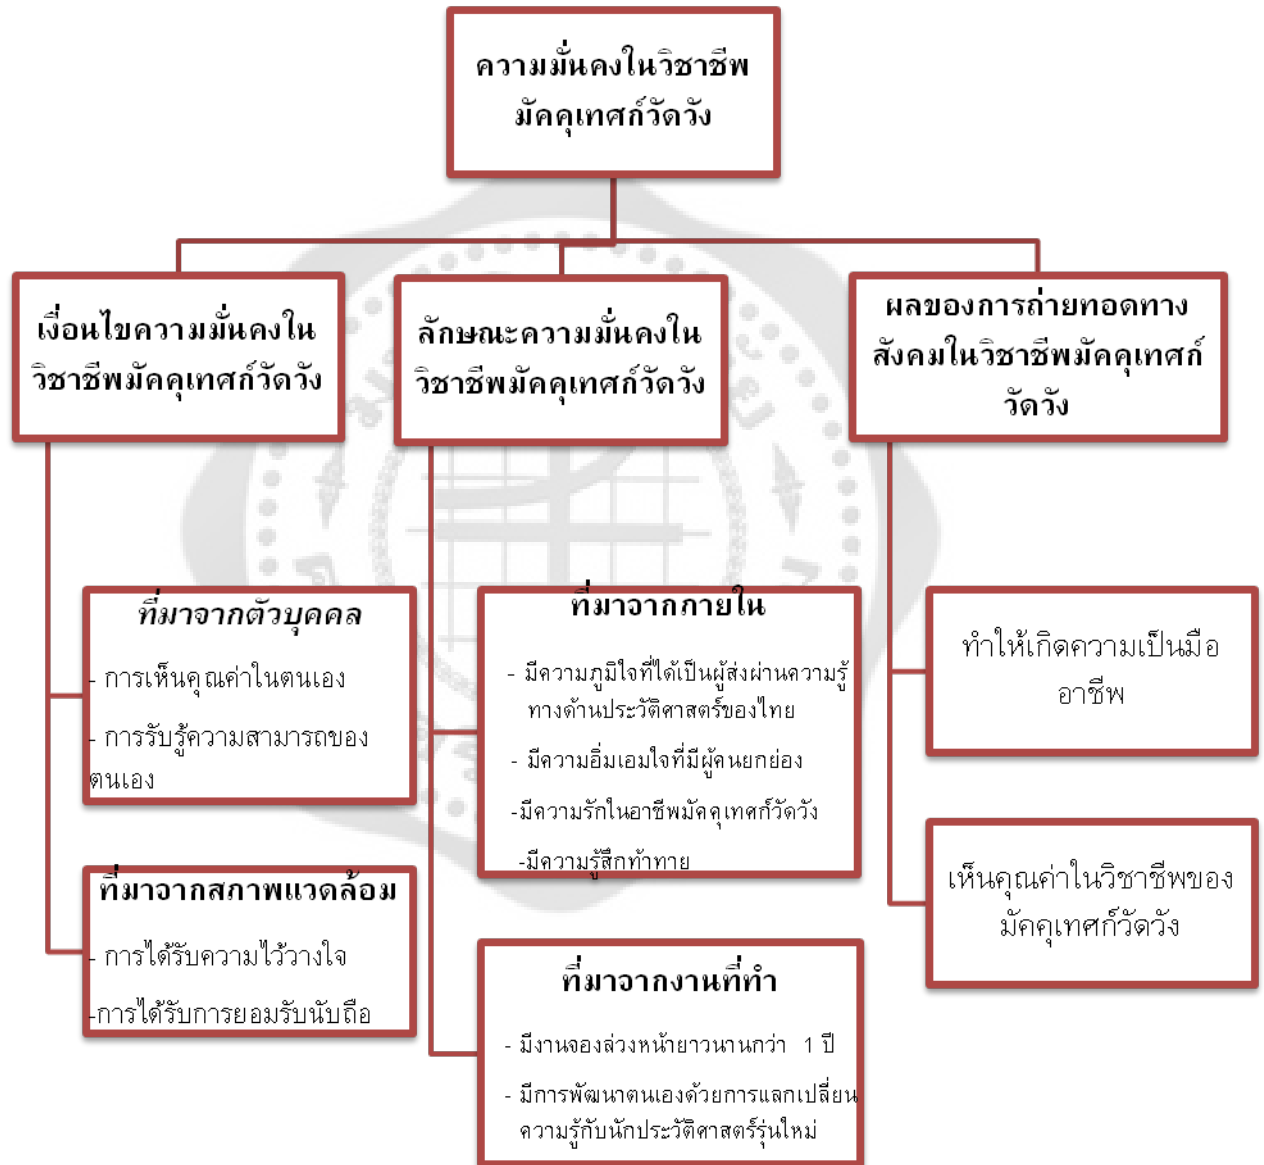 ความมั่นคงในวิชาชีพ
มัคคุเทศก์วัดวัง
เงื่อนไขความมั่นคงใน
วิชาชีพมัคคุเทศก์วัดวัง
ลักษณะความมั่นคงใน
วิชาชีพมัคคุเทศก์วัดวัง
ผลของการถ่ายทอดทาง
สังคมในวิชาชีพมัคคุเทศก์
วัดวัง
ที่มาจากตัวบุคคล
- การเห็นคุณค่าในตนเอง
- การรับรู้ความสามารถของ
ตนเอง
ที่มาจากสภาพแวดล้อม
- การได้รับความไว้วางใจ
-การได้รับการยอมรับนับถือ
ที่มาจากภายใน
- มีความภูมิใจที่ได้เป็นผู้ส่งผ่านความรู้
ทางด้านประวัติศาสตร์ของไทย
- มีความอิ่มเอมใจที่มีผู้คนยกย่อง
-มีความรักในอาชีพมัคคุเทศก์วัดวัง
-มีความรู้สึกท้าทาย
ที่มาจากงานที่ทำ
- มีงานจองล่วงหน้ายาวนานกว่า 1 ปี
- มีการพัฒนาตนเองด้วยการแลกเปลี่ยน
ความรู้กับนักประวัติศาสตร์รุ่นใหม่
ทำให้เกิดความเป็นมือ
อาชีพ
เห็นคุณค่าในวิชาชีพของ
มัคคุเทศก์วัดวัง